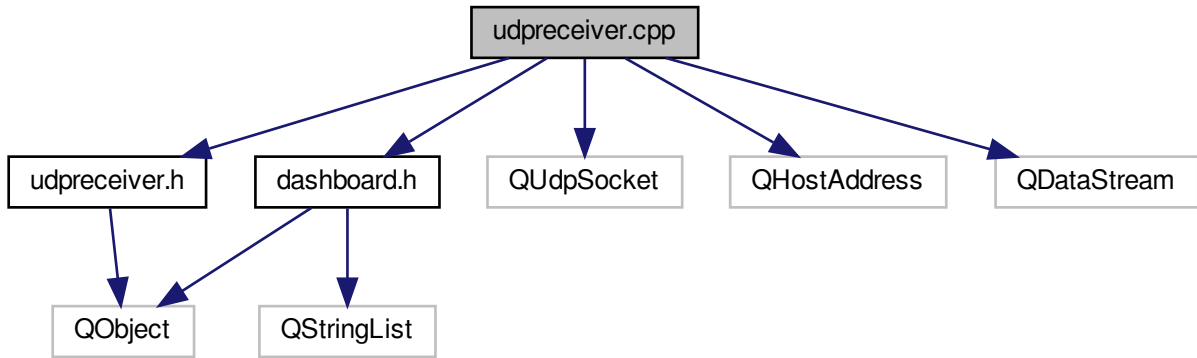 udpreceiver.cpp
udpreceiver.h
dashboard.h
QUdpSocket
QHostAddress
QDataStream
QObject
QStringList